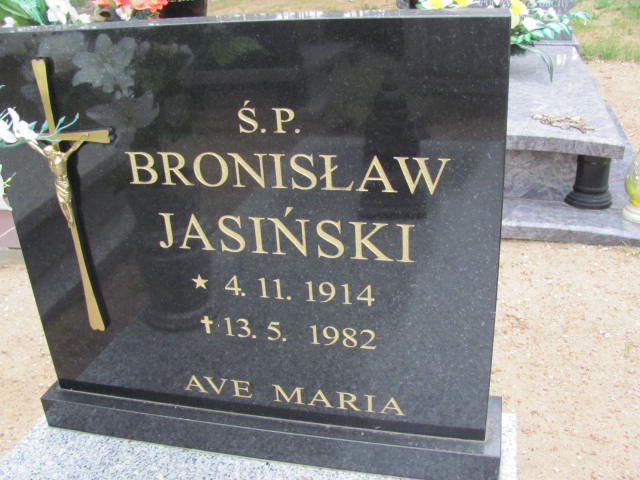 Ś.P.
BRONISŁAW
JASIŃSKI
★ 4. 11. 1914
✝ 13. 5. 1982
AVE MARIA